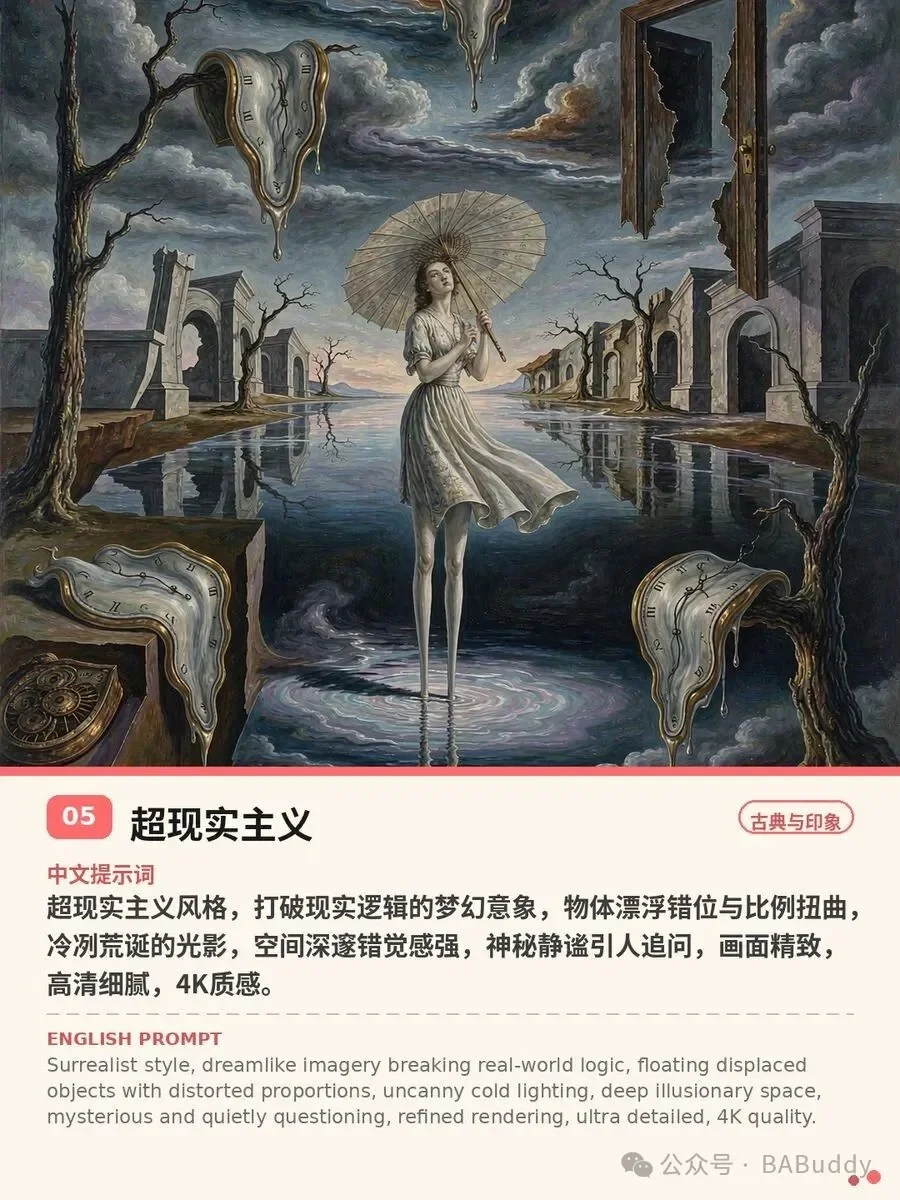 05 超现实主义 古典与印象
中文提示词
超现实主义风格，打破现实逻辑的梦幻意象，物体漂浮错位与比例扭曲，
冷冽荒诞的光影，空间深邃错觉感强，神秘静谧引人追问，画面精致，
高清细腻，4K质感。
ENGLISH PROMPT
Surrealist style, dreamlike imagery breaking real-world logic, floating displaced
objects with distorted proportions, uncanny cold lighting, deep illusionary space,
mysterious and quietly questioning, refined rendering, ultra detailed, 4K quality.
公众号 · BABuddy